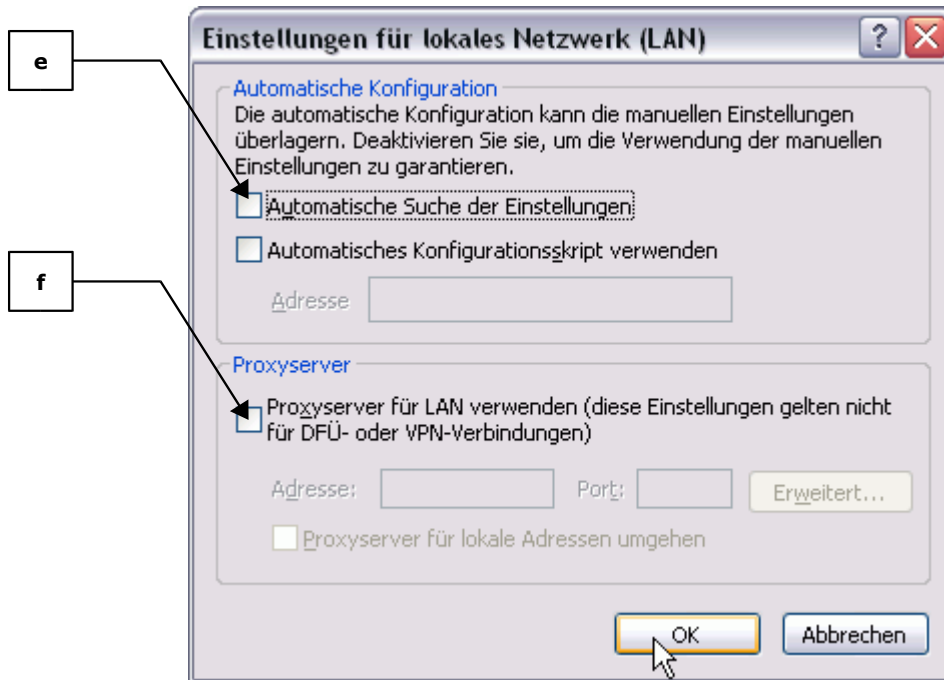 Einstellungen für lokales Netzwerk (LAN)
?
e
Automatische Konfiguration
Die automatische Konfiguration kann die manuellen Einstellungen
überlagern. Deaktivieren Sie sie, um die Verwendung der manuellen
Einstellungen zu garantieren.
Automatische Suche der Einstellungen
Automatisches Konfigurationsskript verwenden
f
Adresse
Proxyserver
Proxyserver für LAN verwenden (diese Einstellungen gelten nicht
für DFÜ- oder VPN-Verbindungen)
Adresse: Port: Erweitert...
Proxyserver für lokale Adressen umgehen
OK Abbrechen